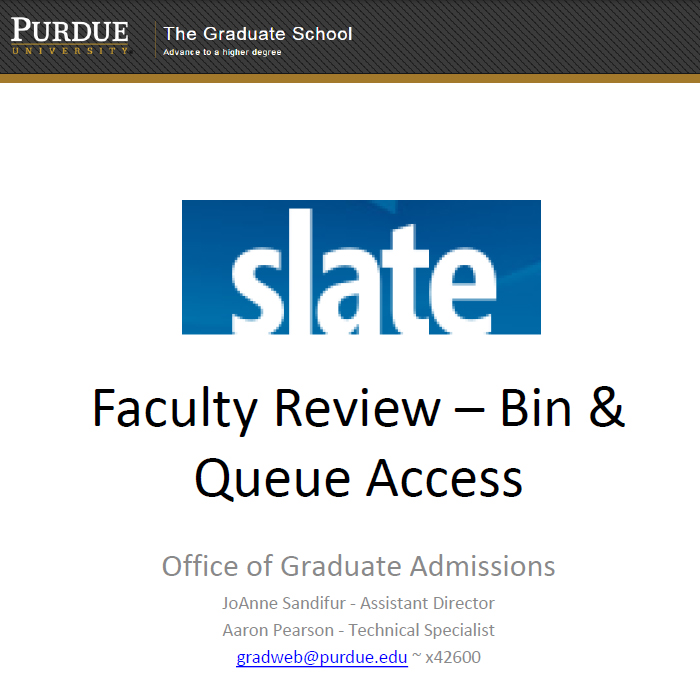 PURDUE
UNIVERSITY
The Graduate School
Advance to a higher degree
slate
Faculty Review – Bin &
Queue Access
Office of Graduate Admissions
JoAnne Sandifur - Assistant Director
Aaron Pearson - Technical Specialist
gradweb@purdue.edu ~ x42600